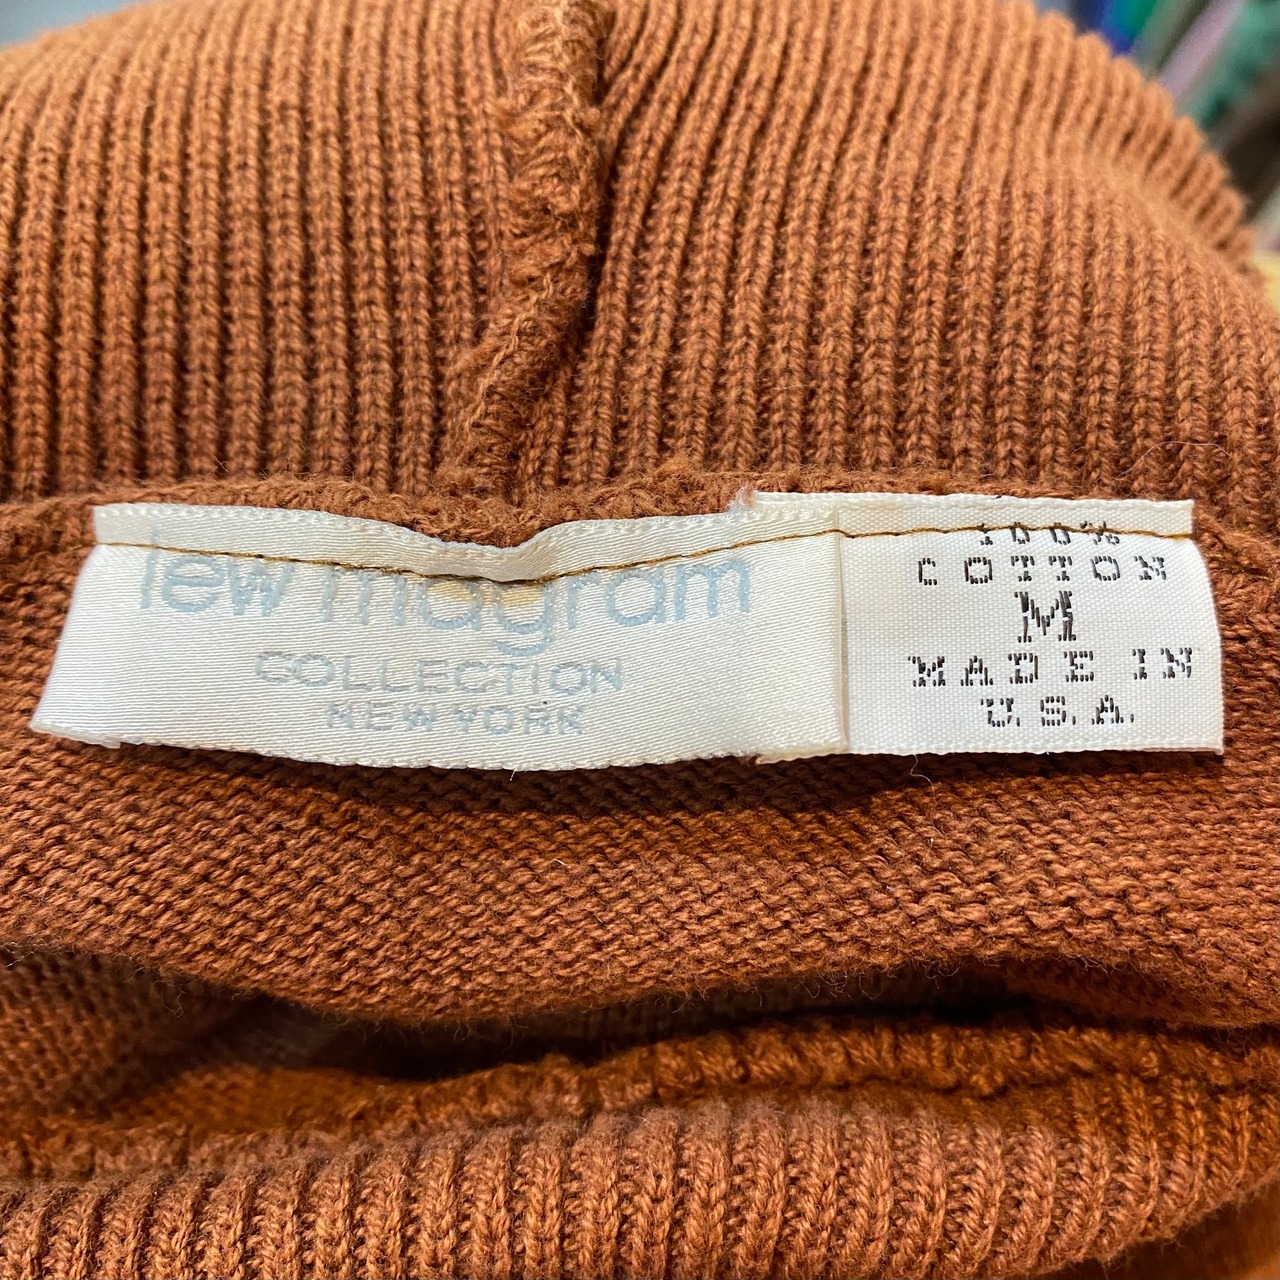 lew magram
COLLECTION
NEW YORK
100%
COTTON
M
MADE IN
U.S.A.